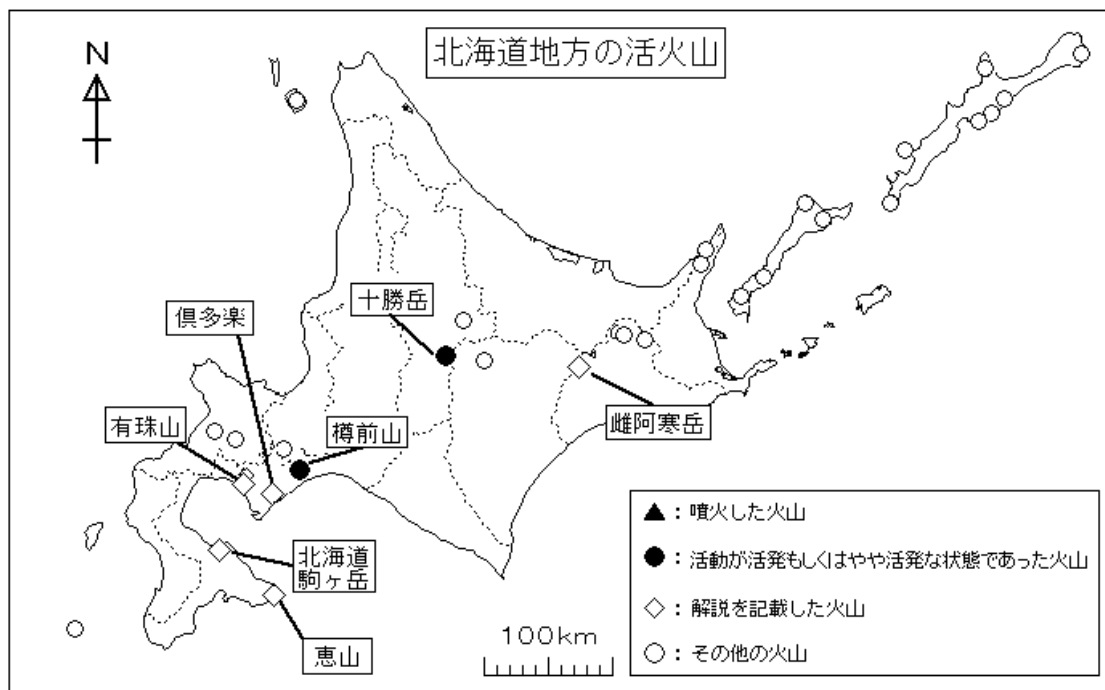 北海道地方の活火山
N
十勝岳
倶多楽
有珠山
樽前山
雌阿寒岳
北海道
駒ヶ岳
恵山
100km
▲：噴火した火山
●：活動が活発もしくはやや活発な状態であった火山
◇：解説を記載した火山
○：その他の火山